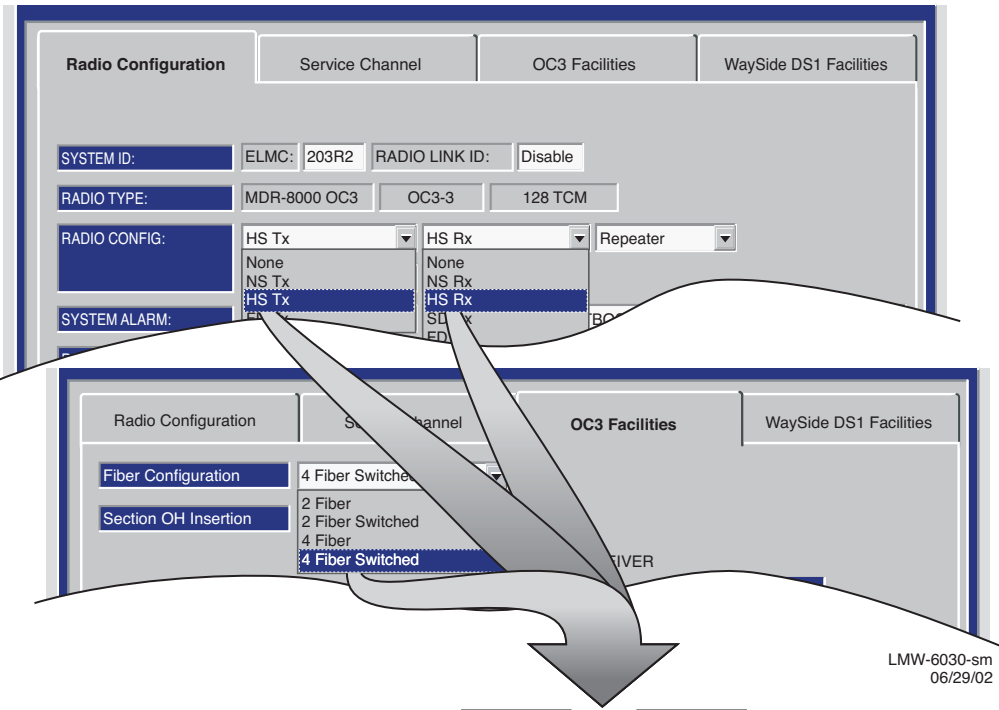 Radio Configuration Service Channel OC3 Facilities WaySide DS1 Facilities
SYSTEM ID: ELMC: 203R2 RADIO LINK ID: Disable
RADIO TYPE: MDR-8000 OC3 OC3-3 128 TCM
RADIO CONFIG: HS Tx HS Rx Repeater
None None
NS Tx NS Rx
HS Tx HS Rx
SYSTEM ALARM:
Radio Configuration OC3 Facilities WaySide DS1 Facilities
Fiber Configuration 4 Fiber Switched
2 Fiber
Section OH Insertion 2 Fiber Switched
4 Fiber
4 Fiber Switched
LMW-6030-sm
06/29/02